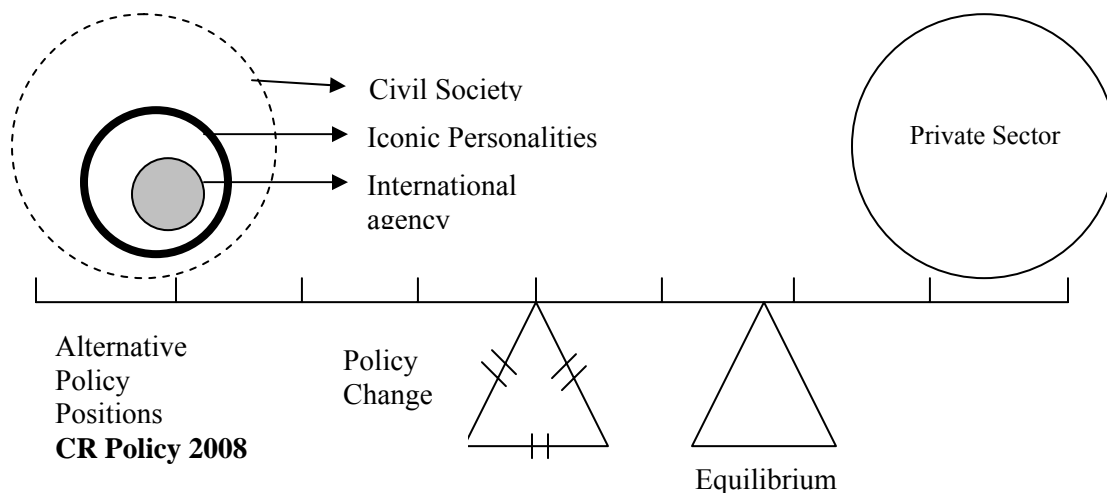 Civil Society
Iconic Personalities
International
agency
Private Sector
Alternative
Policy
Positions
CR Policy 2008
Policy
Change
Equilibrium